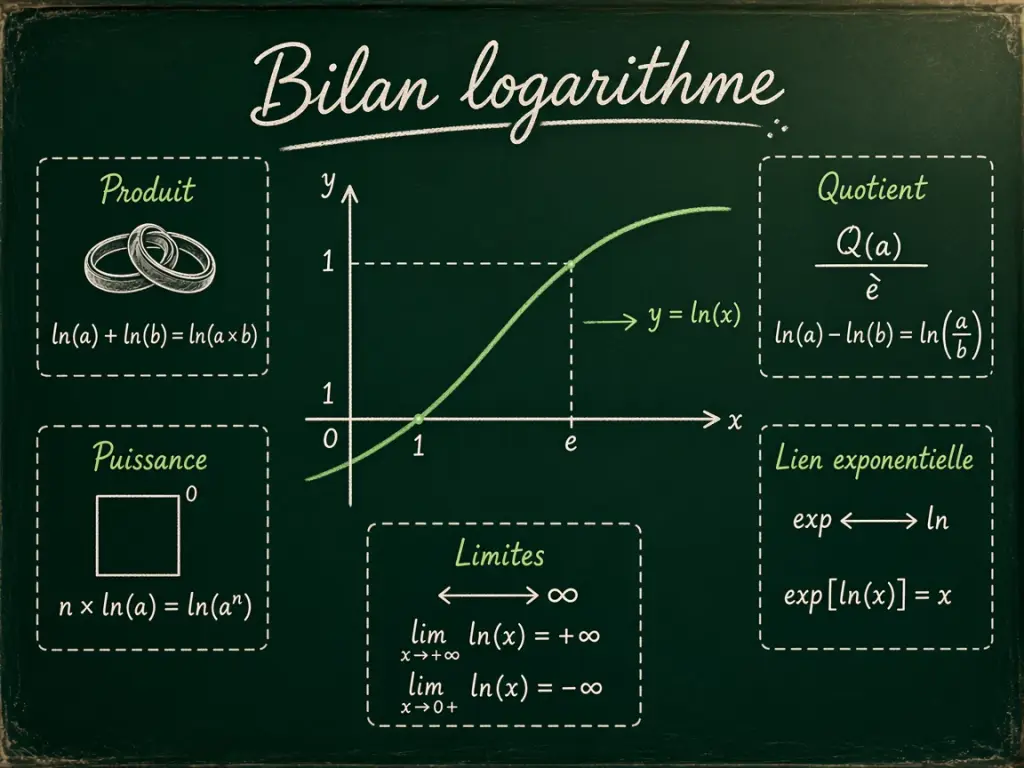 Bilan logarithme
Produit
ln(a) + ln(b) = ln(a×b)
Puissance
0
n × ln(a) = ln(aⁿ)
y
1
y = ln(x)
1
0
1
e
x
Limites
∞
lim ln(x) = +∞
x→+∞
lim ln(x) = −∞
x→0+
Quotient
Q(a)
è
ln(a) − ln(b) = ln(a/b)
Lien exponentielle
exp ⟷ ln
exp[ln(x)] = x